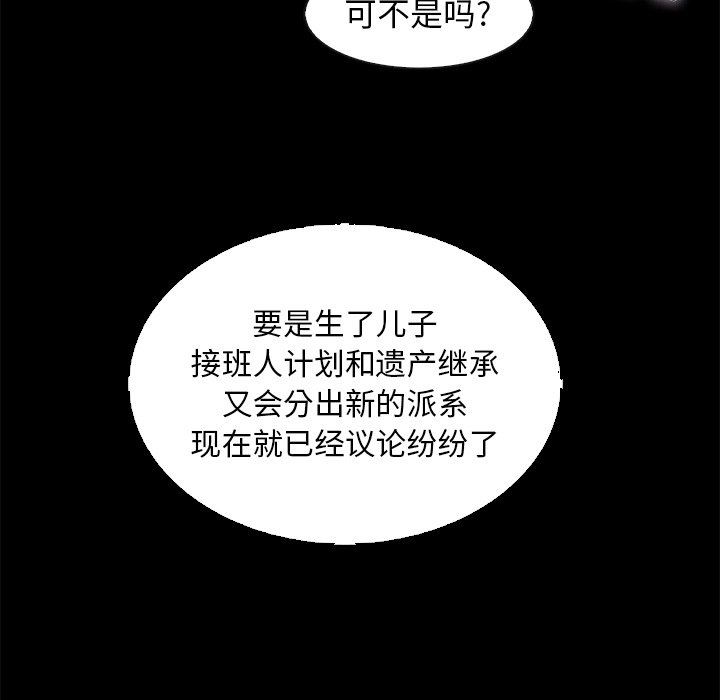 可不是吗?
要是生了儿子
接班人计划和遗产继承
又会分出新的派系
现在就已经议论纷纷了